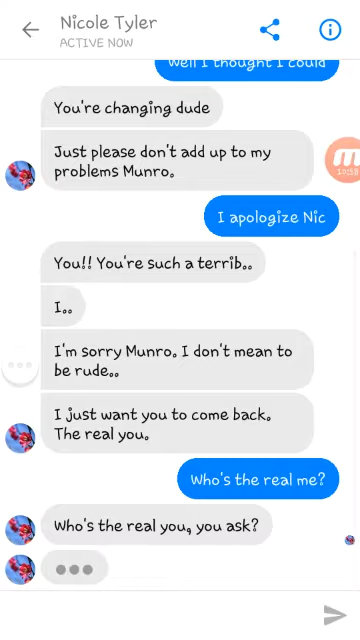 Nicole Tyler
ACTIVE NOW
Well I thought I could
You're changing dude
Just please don't add up to my
problems Munro.
I apologize Nic
You!! You're such a terrib..
I..
I'm sorry Munro. I don't mean to
be rude..
I just want you to come back.
The real you.
Who's the real me?
Who's the real you, you ask?